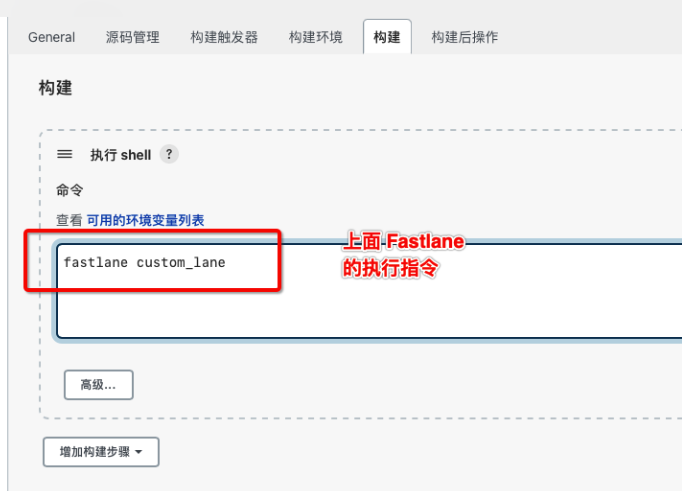 General 源码管理 构建触发器 构建环境 构建 构建后操作
构建
执行 shell ?
命令
查看 可用的环境变量列表
fastlane custom_lane
上面 Fastlane
的执行指令
高级...
增加构建步骤